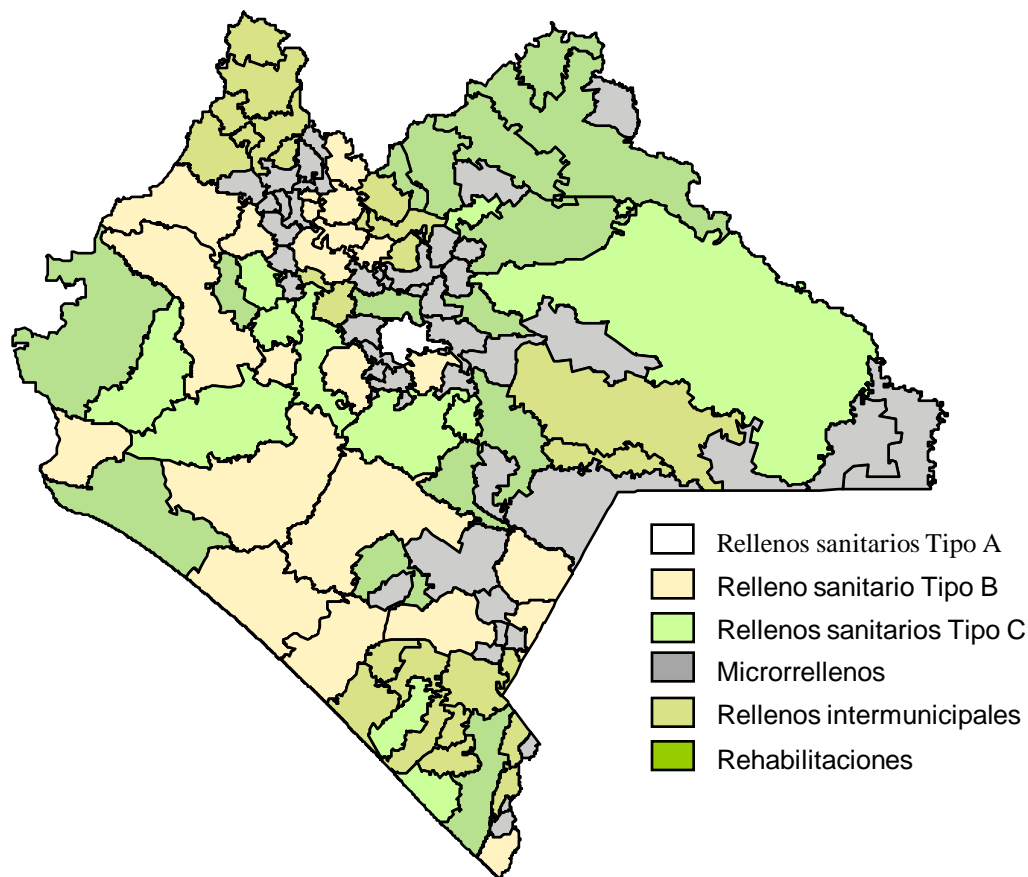 Rellenos sanitarios Tipo A
Relleno sanitario Tipo B
Rellenos sanitarios Tipo C
Microrrellenos
Rellenos intermunicipales
Rehabilitaciones